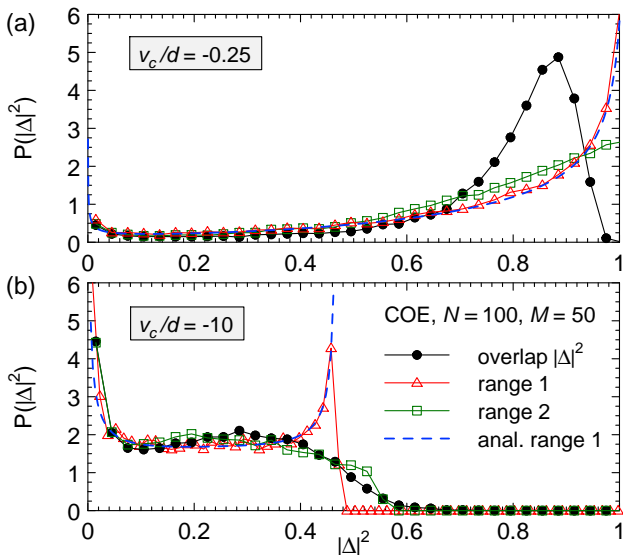 (a)
v_c/d = -0.25
P(|Δ|²)
6
5
4
3
2
1
0
0 0.2 0.4 0.6 0.8 1
(b)
v_c/d = -10
COE, N = 100, M = 50
overlap |Δ|²
range 1
range 2
anal. range 1
P(|Δ|²)
6
5
4
3
2
1
0
0 0.2 0.4 0.6 0.8 1
|Δ|²